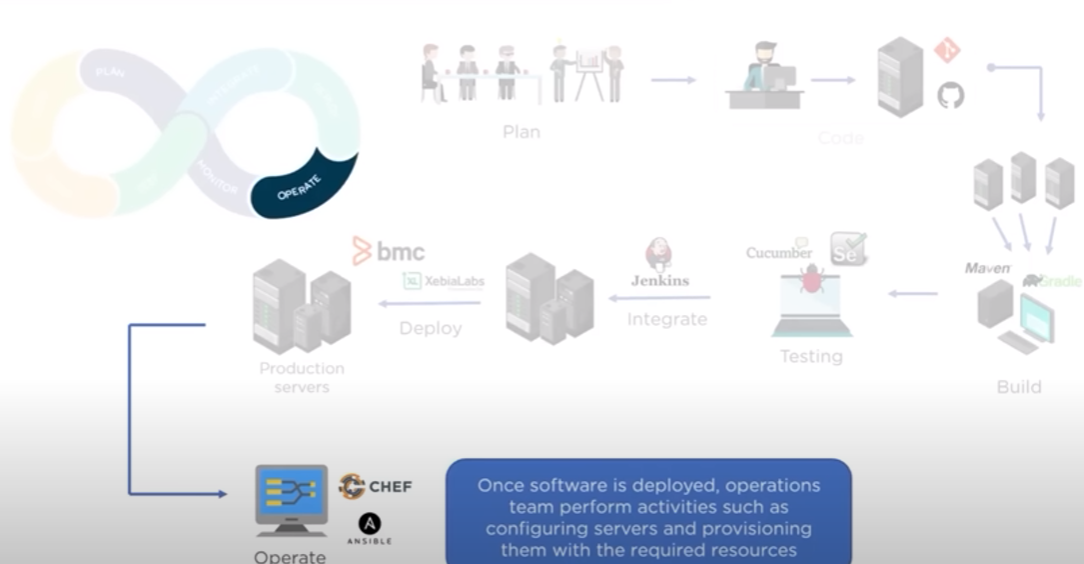 PLAN
INTEGRATE
MONITOR
OPERATE
Plan
Code
Maven
Gradle
Build
Cucumber
Se
Testing
Jenkins
Integrate
bmc
XL XebiaLabs
Deploy
Production
servers
CHEF
A
ANSIBLE
Operate
Once software is deployed, operations
team perform activities such as
configuring servers and provisioning
them with the required resources